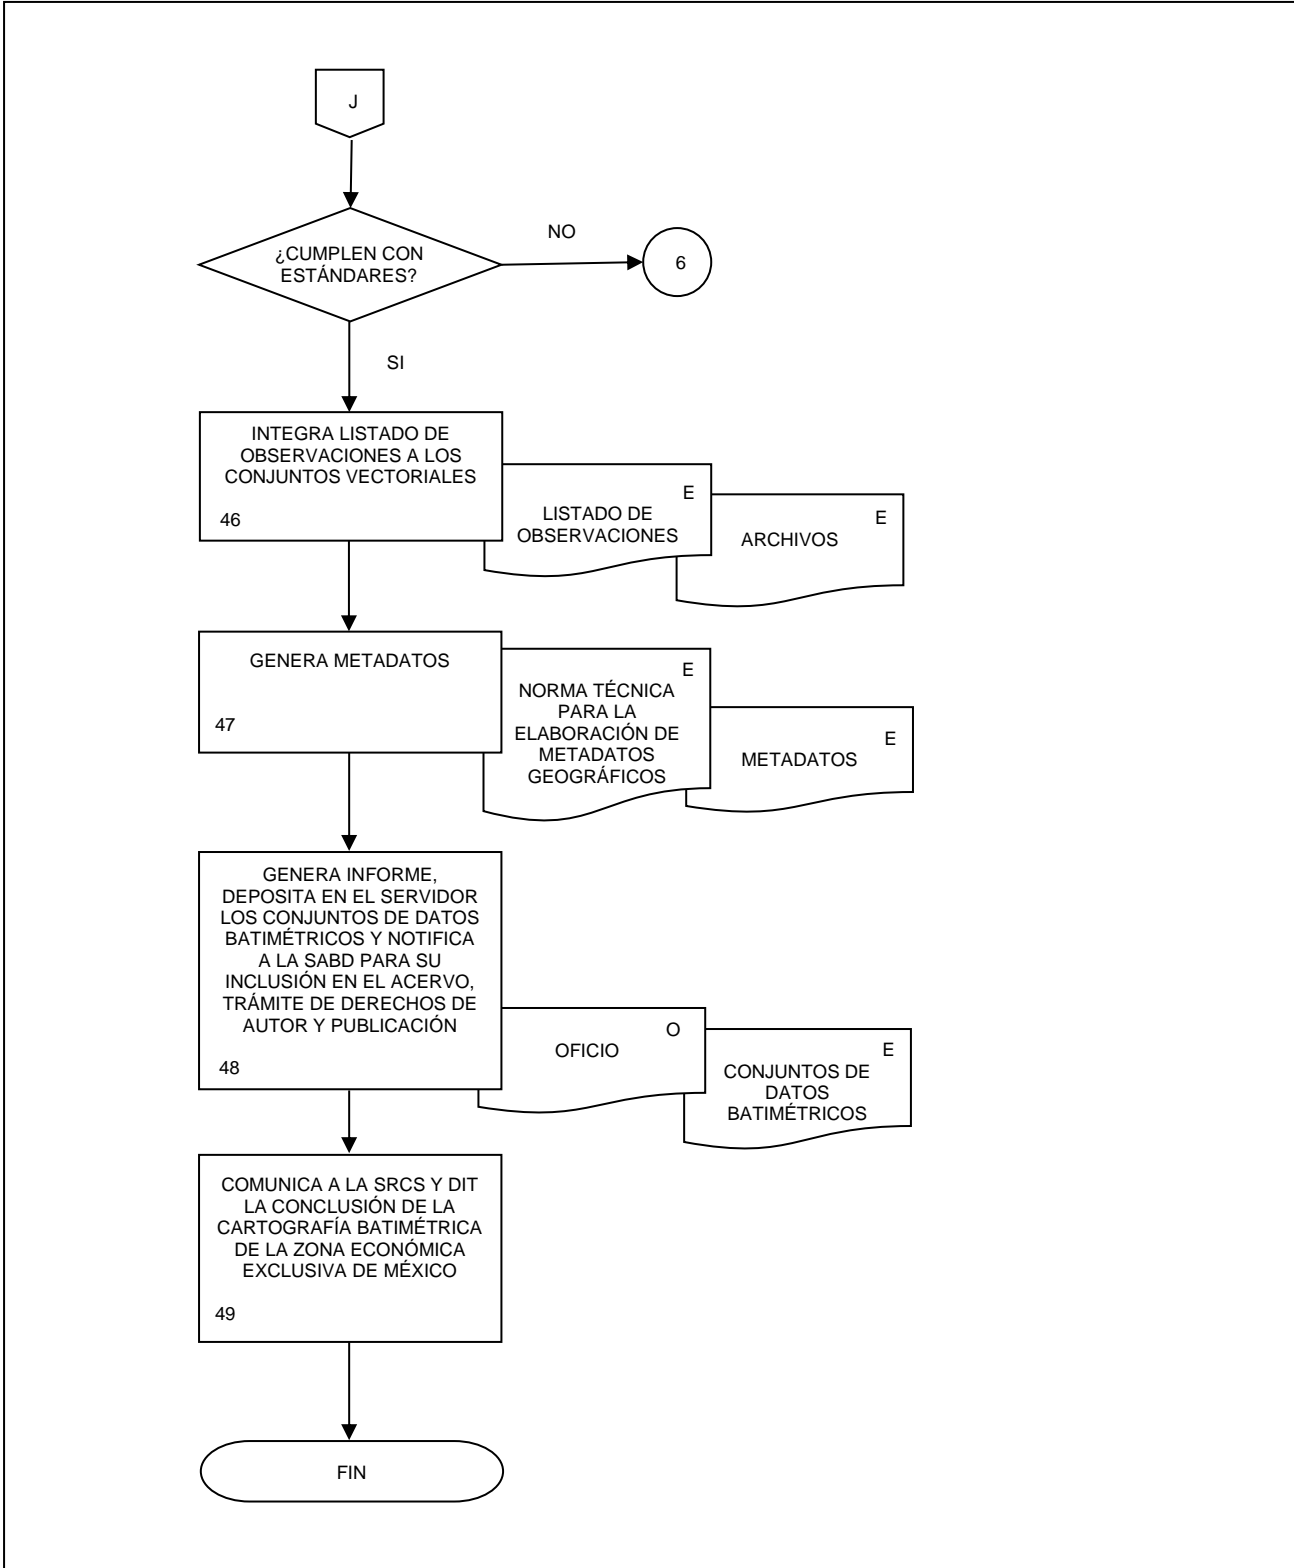 J
¿CUMPLEN CON
ESTÁNDARES?
NO
6
SI
INTEGRA LISTADO DE
OBSERVACIONES A LOS
CONJUNTOS VECTORIALES
46
E
LISTADO DE
OBSERVACIONES
E
ARCHIVOS
GENERA METADATOS
47
E
NORMA TÉCNICA
PARA LA
ELABORACIÓN DE
METADATOS
GEOGRÁFICOS
E
METADATOS
GENERA INFORME,
DEPOSITA EN EL SERVIDOR
LOS CONJUNTOS DE DATOS
BATIMÉTRICOS Y NOTIFICA
A LA SABD PARA SU
INCLUSIÓN EN EL ACERVO,
TRÁMITE DE DERECHOS DE
AUTOR Y PUBLICACIÓN
48
O
OFICIO
E
CONJUNTOS DE
DATOS
BATIMÉTRICOS
COMUNICA A LA SRCS Y DIT
LA CONCLUSIÓN DE LA
CARTOGRAFÍA BATIMÉTRICA
DE LA ZONA ECONÓMICA
EXCLUSIVA DE MÉXICO
49
FIN